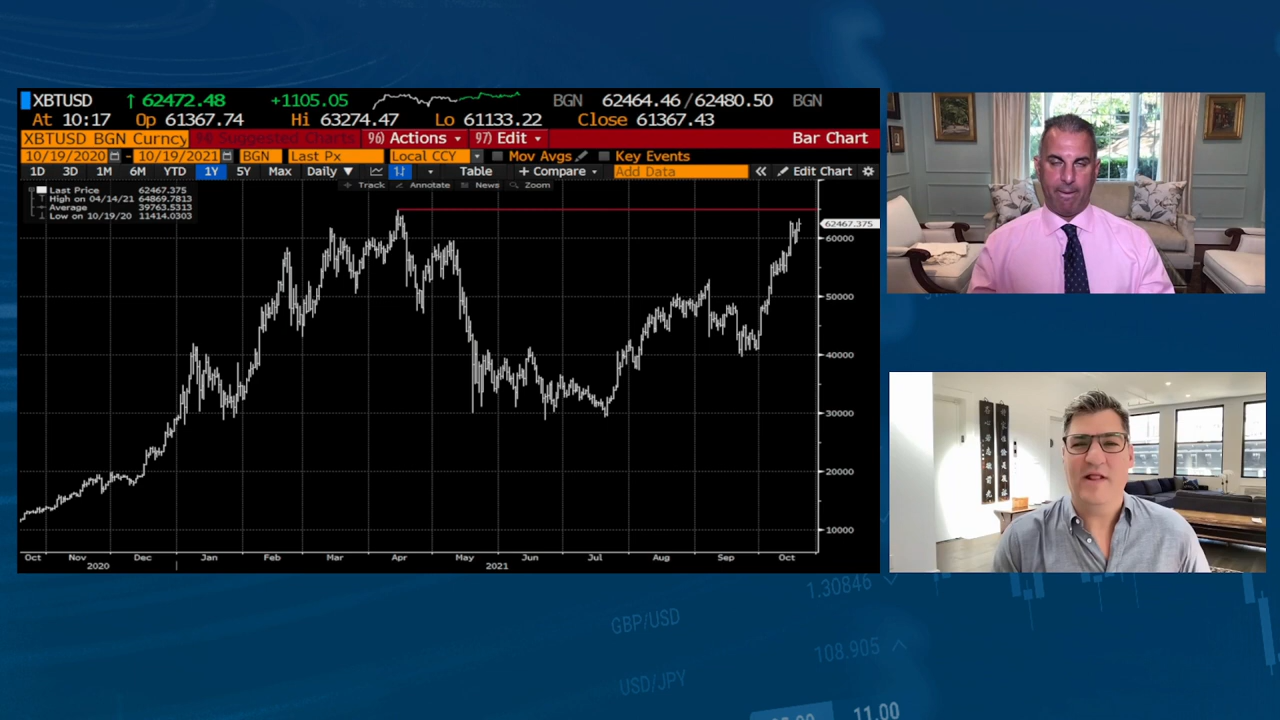 XBTUSD ↑ 62472.48 +1105.05 BGN 62464.46/62480.50 BGN
At 10:17 Op 61367.74 Hi 63274.47 Lo 61133.22 Close 61367.43
XBTUSD BGN Curncy Suggested Charts 96) Actions 97) Edit Bar Chart
10/19/2020 - 10/19/2021 BGN Last Px Local CCY Mov Avgs Key Events
1D 3D 1M 6M YTD 1Y 5Y Max Daily ▼ Table + Compare Add Data « Edit Chart
Track Annotate News Zoom
Last Price 62467.375
High on 04/14/21 64869.7813
Average 39763.5313
Low on 10/19/20 11414.0303
62467.375
60000
50000
40000
30000
20000
10000
Oct Nov Dec Jan Feb Mar Apr May Jun Jul Aug Sep Oct
2020 2021
1.30846
GBP/USD
108.905
USD/JPY
11.00